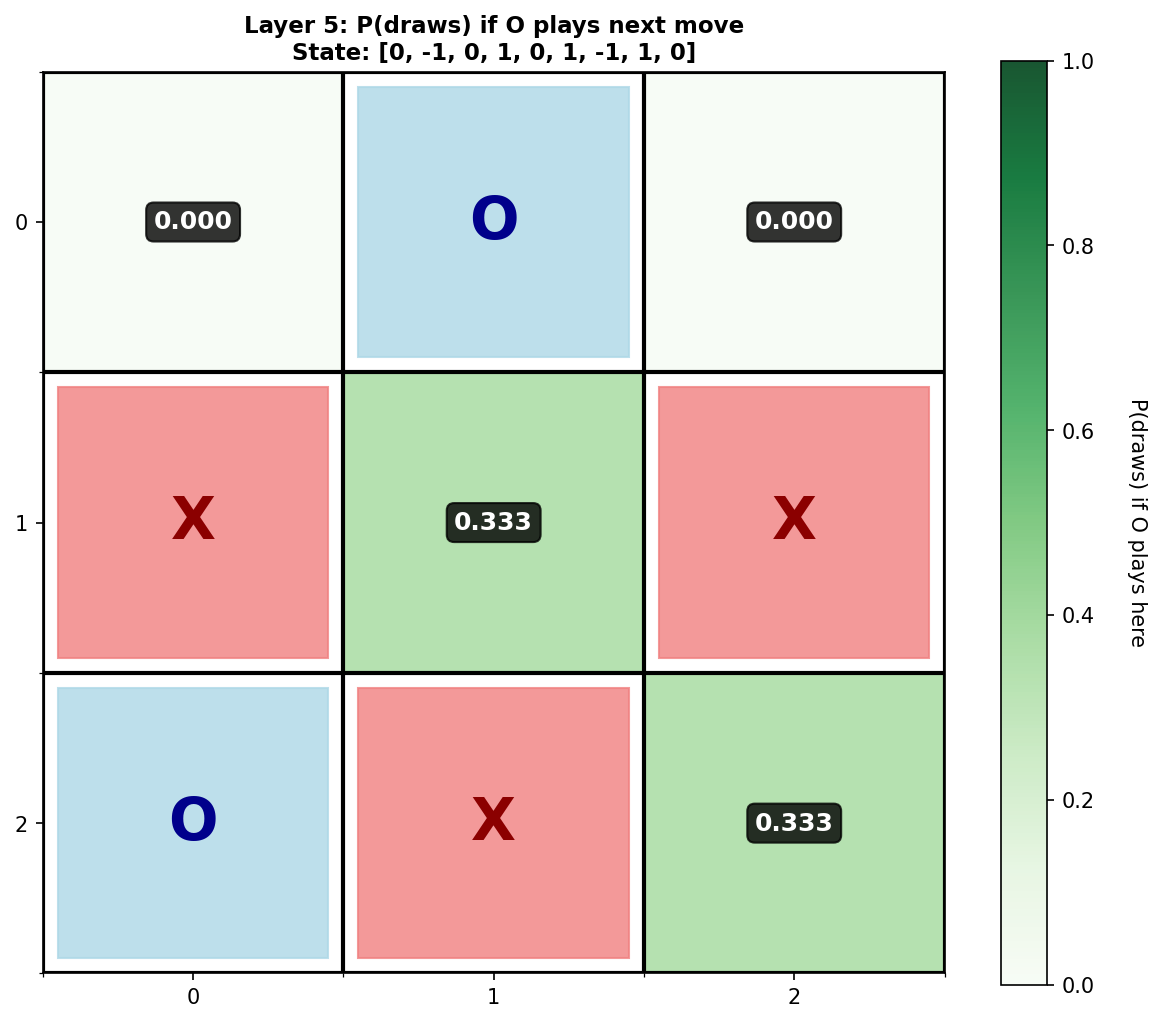 Layer 5: P(draws) if O plays next move
State: [0, -1, 0, 1, 0, 1, -1, 1, 0]
1.0
0.8
0.6
0.4
0.2
0.0
P(draws) if O plays here
0
0.000
O
0.000
1
X
0.333
X
2
O
X
0.333
0
1
2